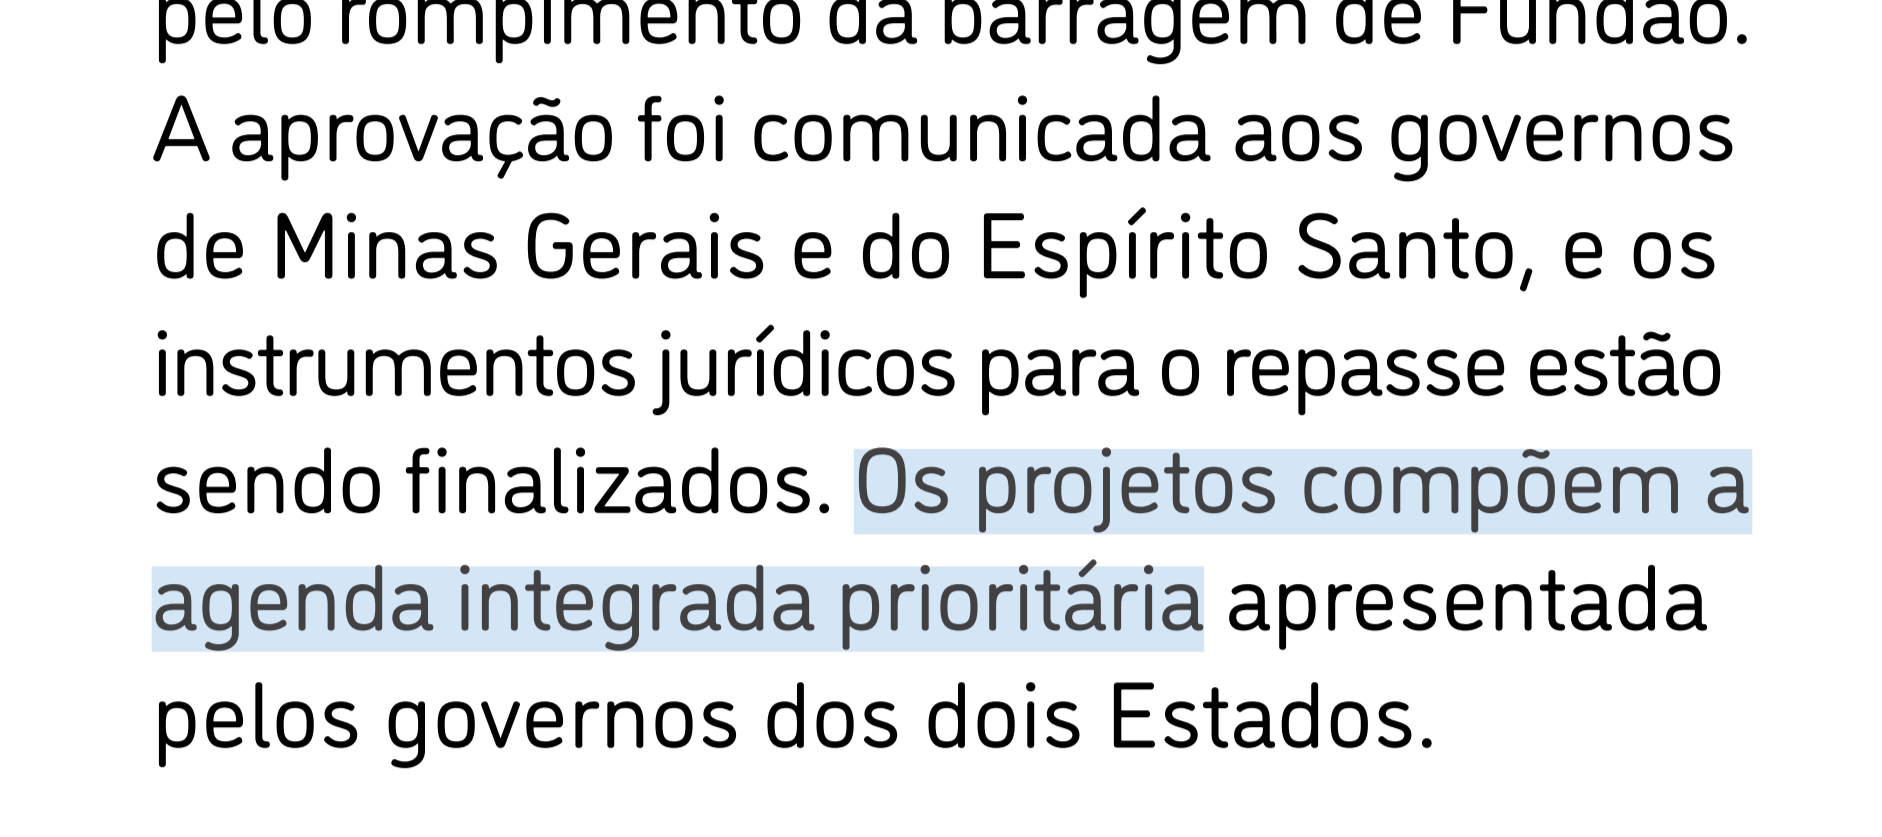 pelo rompimento da barragem de Fundão.
A aprovação foi comunicada aos governos
de Minas Gerais e do Espírito Santo, e os
instrumentos jurídicos para o repasse estão
sendo finalizados. Os projetos compõem a
agenda integrada prioritária apresentada
pelos governos dos dois Estados.